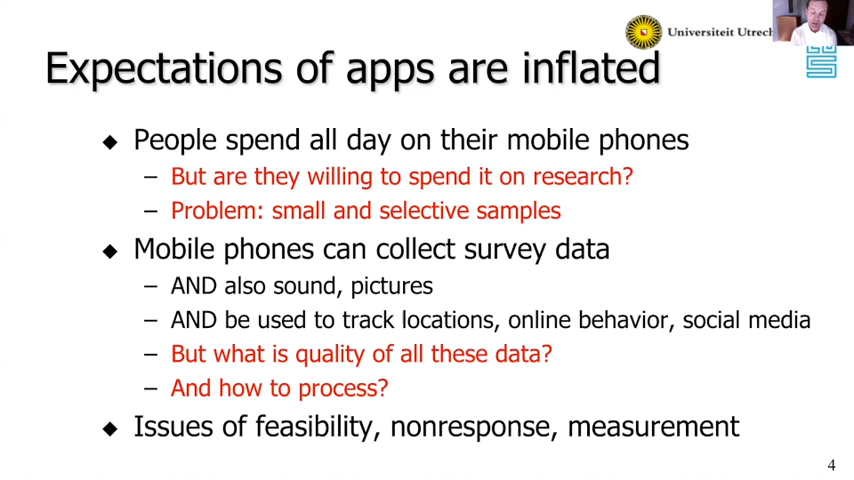 Universiteit Utrech
Expectations of apps are inflated
◆ People spend all day on their mobile phones
– But are they willing to spend it on research?
– Problem: small and selective samples
◆ Mobile phones can collect survey data
– AND also sound, pictures
– AND be used to track locations, online behavior, social media
– But what is quality of all these data?
– And how to process?
◆ Issues of feasibility, nonresponse, measurement
4